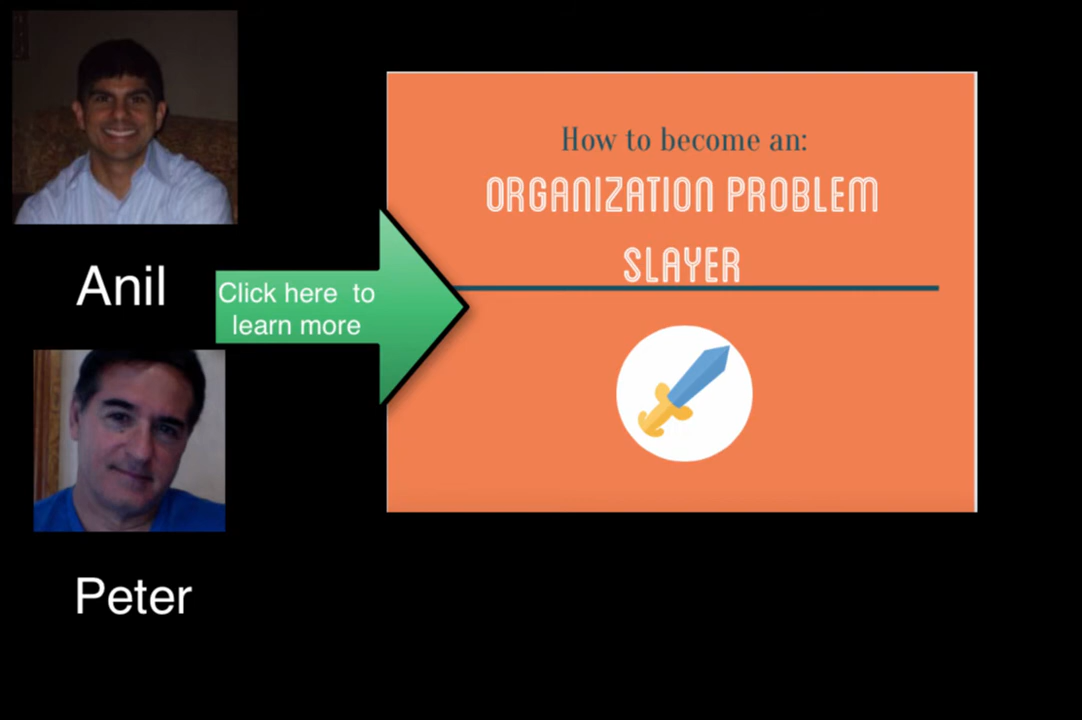 Anil
Click here to
learn more
Peter
How to become an:
ORGANIZATION PROBLEM
SLAYER